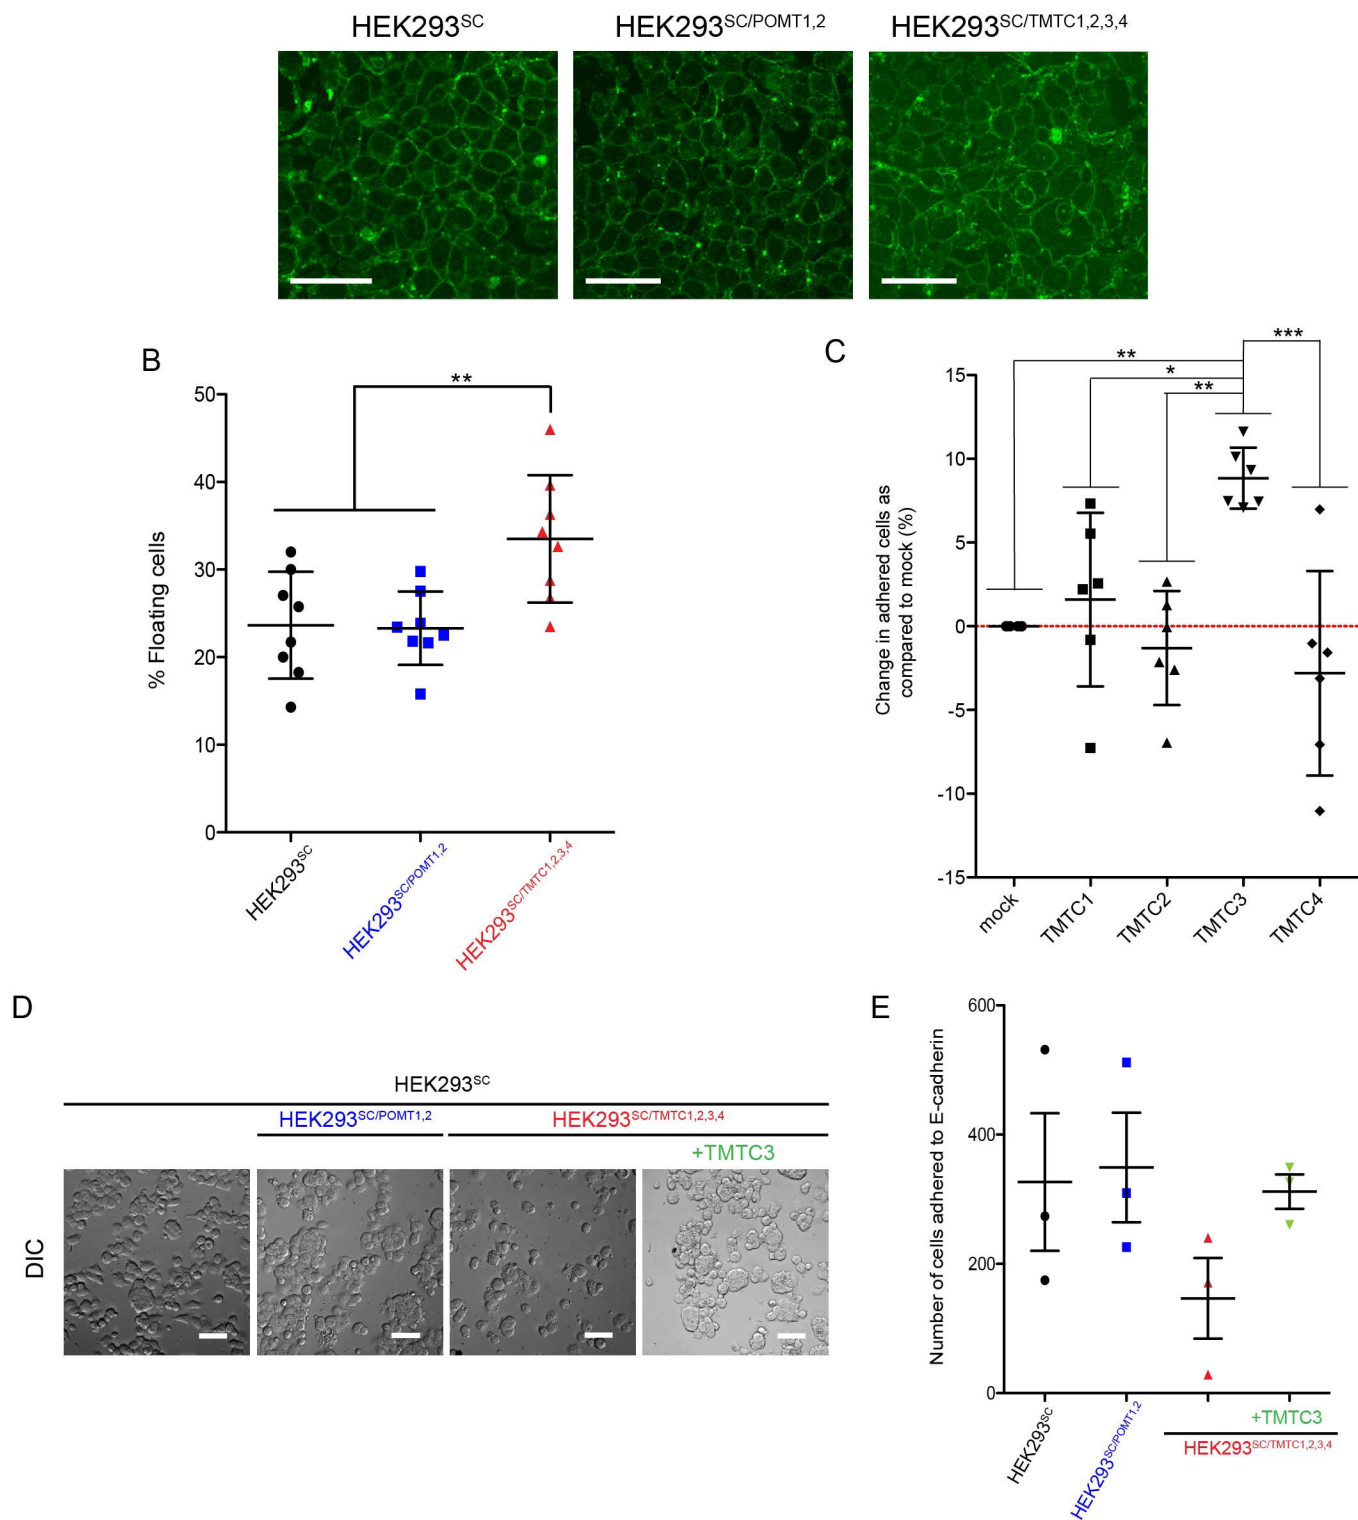 HEK293SC HEK293SC/POMT1,2 HEK293SC/TMTC1,2,3,4
B
**
50
40
30
20
10
0
% Floating cells
HEK293SC
HEK293SC/POMT1,2
HEK293SC/TMTC1,2,3,4
C
***
**
*
**
15
10
5
0
-5
-10
-15
Change in adhered cells as
compared to mock (%)
mock
TMTC1
TMTC2
TMTC3
TMTC4
D
HEK293SC
HEK293SC/POMT1,2 HEK293SC/TMTC1,2,3,4
+TMTC3
DIC
E
600
400
200
0
Number of cells adhered to E-cadherin
HEK293SC
HEK293SC/POMT1,2
+TMTC3
HEK293SC/TMTC1,2,3,4